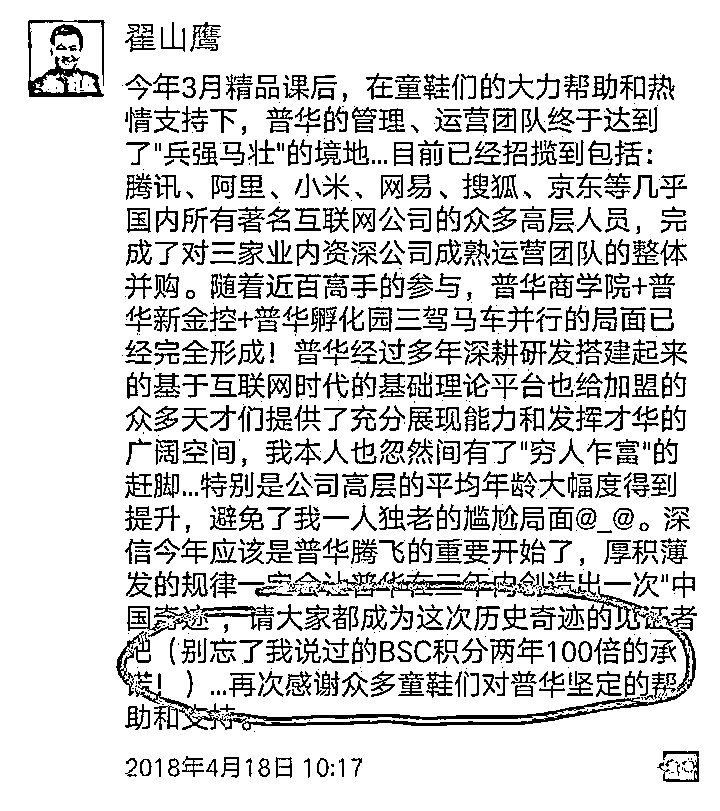 翟山鹰
今年3月精品课后，在童鞋们的大力帮助和热
情支持下，普华的管理、运营团队终于达到
了"兵强马壮"的境地...目前已经招揽到包括：
腾讯、阿里、小米、网易、搜狐、京东等几乎
国内所有著名互联网公司的众多高层人员，完
成了对三家业内资深公司成熟运营团队的整体
并购。随着近百高手的参与，普华商学院+普
华新金控+普华孵化园三驾马车并行的局面已
经完全形成！普华经过多年深耕研发搭建起来
的基于互联网时代的基础理论平台也给加盟的
众多天才们提供了充分展现能力和发挥才华的
广阔空间，我本人也忽然间有了"穷人乍富"的
赶脚...特别是公司高层的平均年龄大幅度得到
提升，避免了我一人独老的尴尬局面@_@。深
信今年应该是普华腾飞的重要开始了，厚积薄
发的规律一定会让普华在三年内创造出一次"中
国奇迹"，请大家都成为这次历史奇迹的见证者
吧（别忘了我说过的BSC积分两年100倍的承
诺！）...再次感谢众多童鞋们对普华坚定的帮
助和支持。
2018年4月18日 10:17